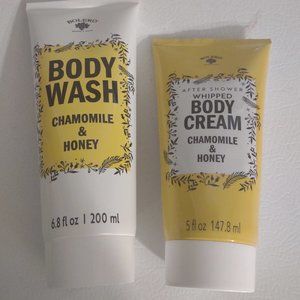 BOLERO
BODY
WASH
CHAMOMILE
&
HONEY
6.8 fl oz | 200 ml
AFTER SHOWER
WHIPPED
BODY
CREAM
CHAMOMILE
& HONEY
5 fl oz 147.8 ml